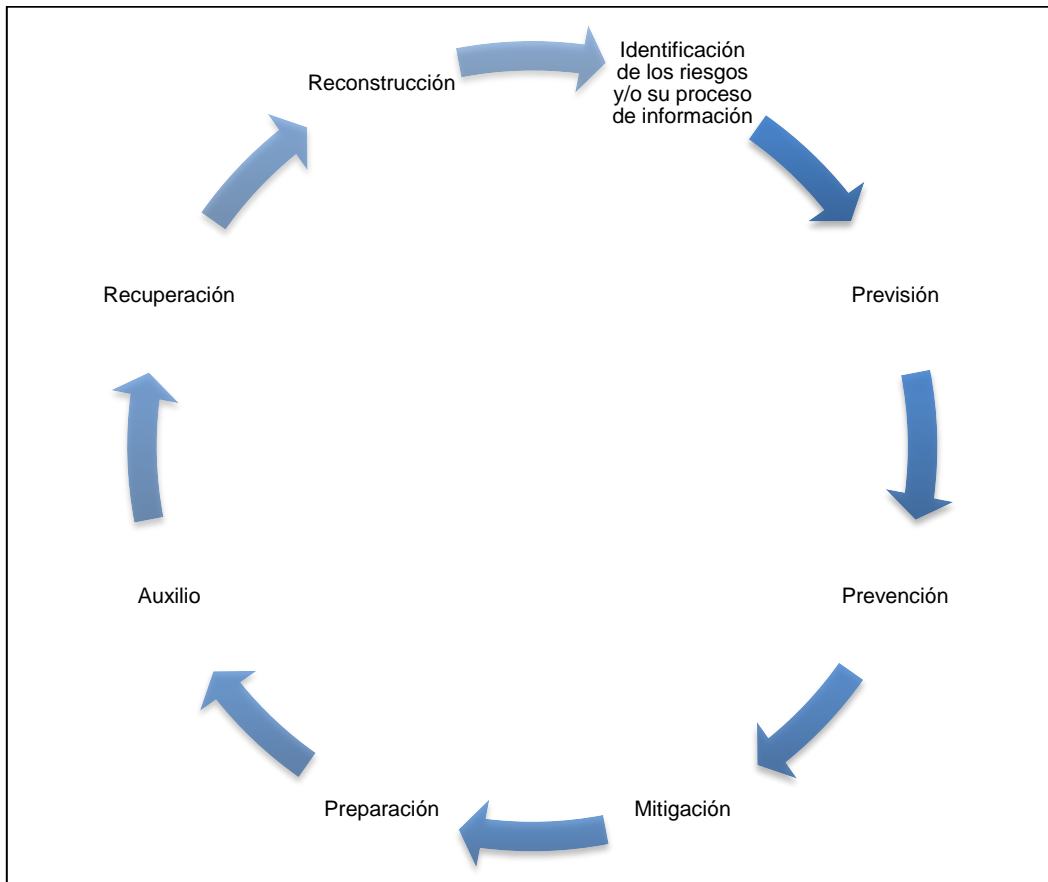 Identificación
de los riesgos
y/o su proceso
de información
Previsión
Prevención
Mitigación
Preparación
Auxilio
Recuperación
Reconstrucción